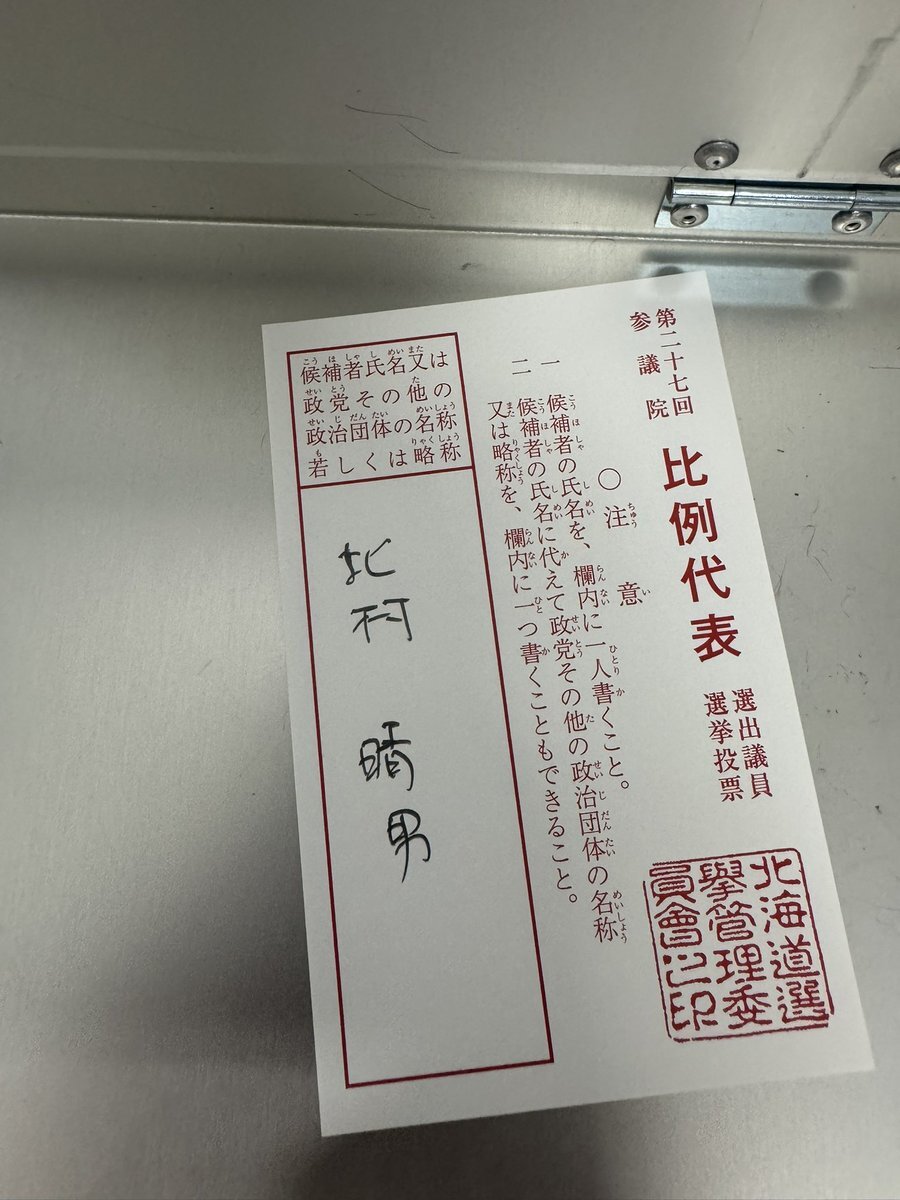 第二十七回
参議院
比例代表
選出議員
選挙投票
〇注意
一 候補者の氏名を、欄内に一人書くこと。
二 候補者の氏名に代えて政党その他の政治団体の名称
又は略称を、欄内に一つ書くこともできること。
北海道選
擧管理委
員會之印
候補者氏名又は
政党その他の
政治団体の名称
若しくは略称
北村 晴男